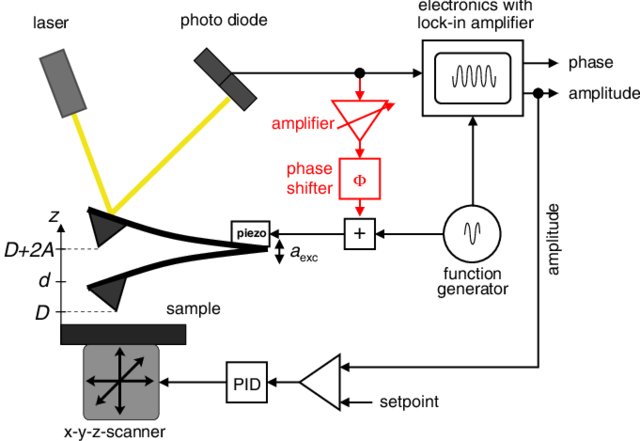 electronics with
lock-in amplifier
laser
photo diode
phase
amplitude
amplifier
phase
shifter
Φ
z
piezo
+
D+2A
a exc
d
function
generator
amplitude
D
sample
PID
setpoint
x-y-z-scanner